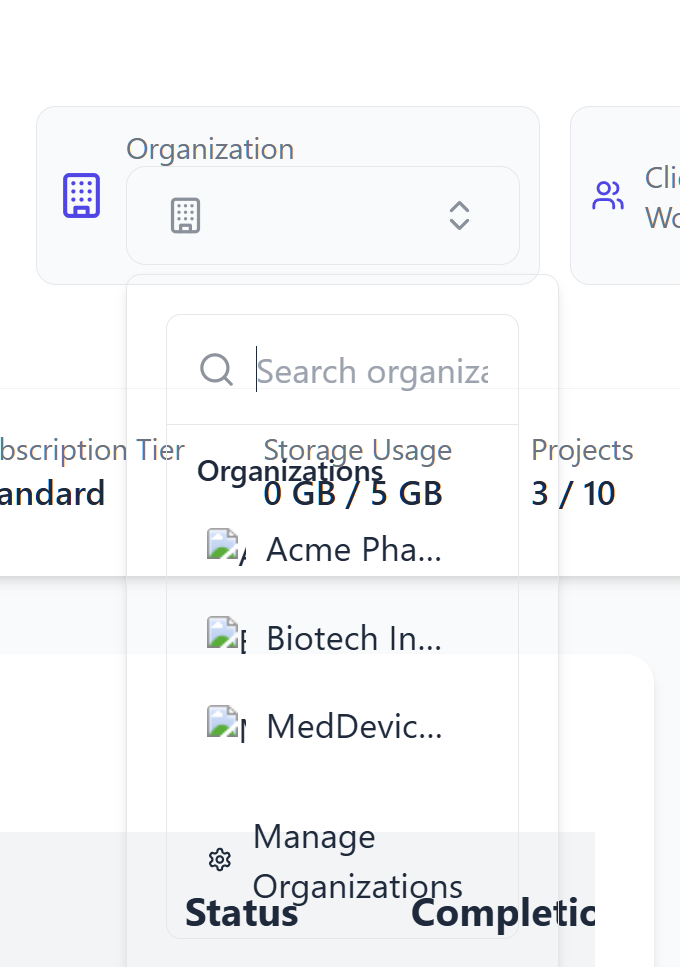 Organization
Clie
Wo
Search organiza
bscription Tier
Storage Usage
Projects
Organizations
andard
0 GB / 5 GB
3 / 10
Acme Pha...
Biotech In...
MedDevic...
Manage
Organizations
Status
Completio